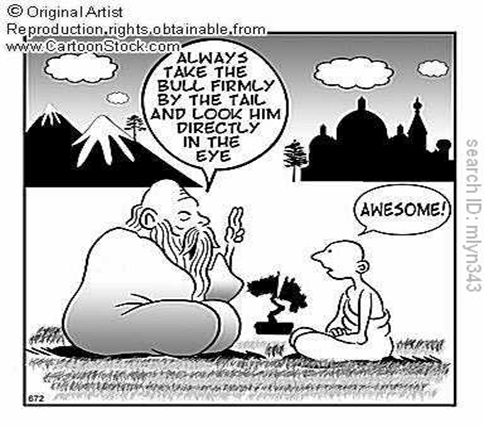 © Original Artist
Reproduction rights obtainable from
www.CartoonStock.com
ALWAYS
TAKE THE
BULL FIRMLY
BY THE TAIL
AND LOOK HIM
DIRECTLY
IN THE
EYE
AWESOME!
search ID: mlyn343
672